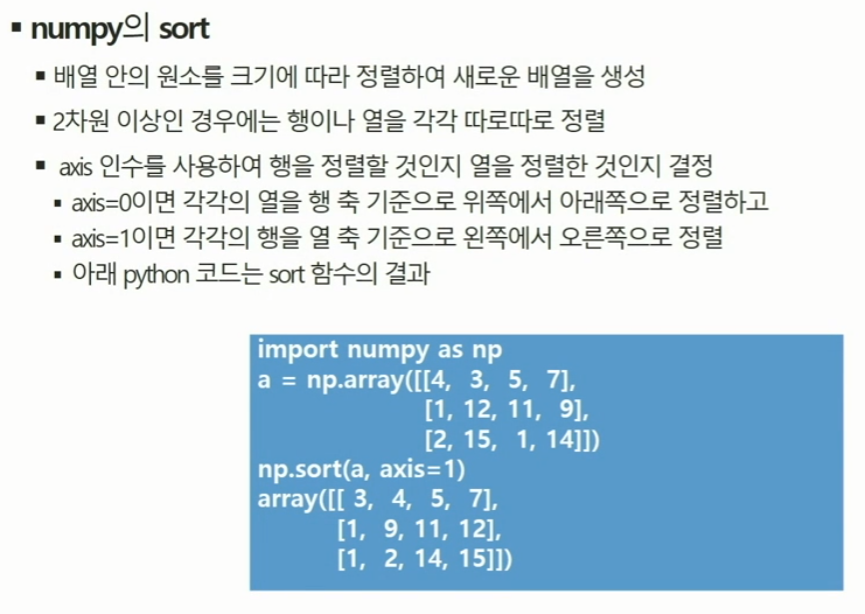 ▪ numpy의 sort
▪ 배열 안의 원소를 크기에 따라 정렬하여 새로운 배열을 생성
▪ 2차원 이상인 경우에는 행이나 열을 각각 따로따로 정렬
▪ axis 인수를 사용하여 행을 정렬할 것인지 열을 정렬한 것인지 결정
▪ axis=0이면 각각의 열을 행 축 기준으로 위쪽에서 아래쪽으로 정렬하고
▪ axis=1이면 각각의 행을 열 축 기준으로 왼쪽에서 오른쪽으로 정렬
▪ 아래 python 코드는 sort 함수의 결과
import numpy as np
a = np.array([[4, 3, 5, 7],
[1, 12, 11, 9],
[2, 15, 1, 14]])
np.sort(a, axis=1)
array([[ 3, 4, 5, 7],
[1, 9, 11, 12],
[1, 2, 14, 15]])